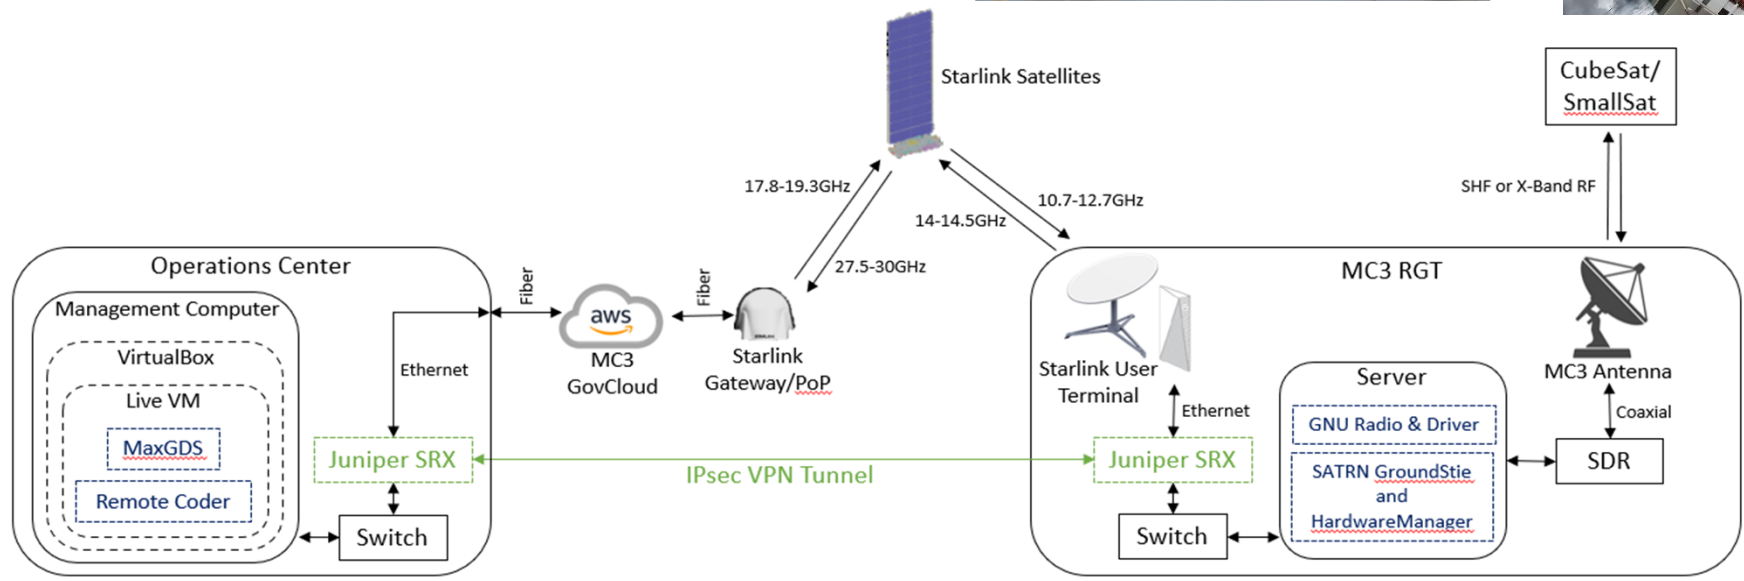 Starlink Satellites
CubeSat/
SmallSat
17.8-19.3GHz
10.7-12.7GHz
14-14.5GHz
27.5-30GHz
SHF or X-Band RF
Operations Center
Management Computer
VirtualBox
Live VM
MaxGDS
Remote Coder
Ethernet
Juniper SRX
Switch
Fiber
aws
MC3
GovCloud
Fiber
Starlink
Gateway/PoP
IPsec VPN Tunnel
MC3 RGT
Starlink User
Terminal
Ethernet
Juniper SRX
Switch
Server
GNU Radio & Driver
SATRN GroundStie
and
HardwareManager
MC3 Antenna
Coaxial
SDR